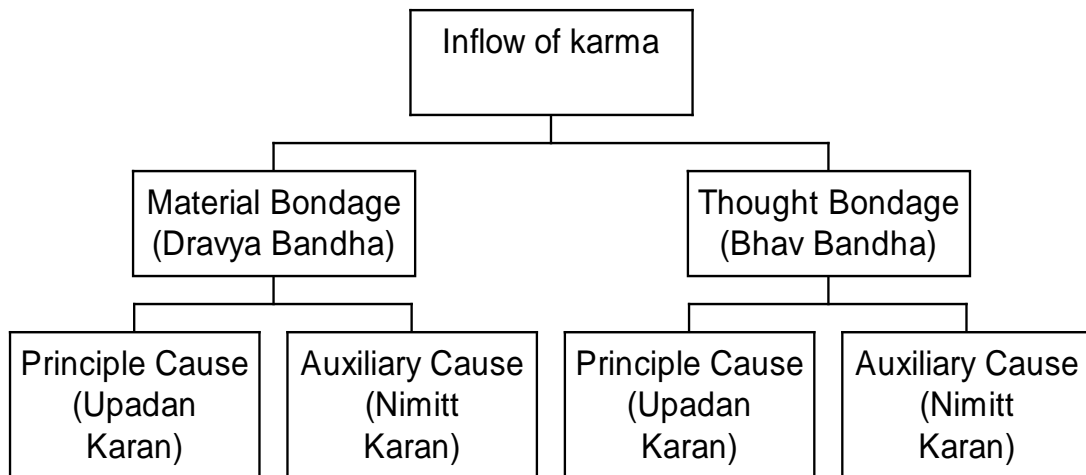 Inflow of karma
Material Bondage
(Dravya Bandha)
Thought Bondage
(Bhav Bandha)
Principle Cause
(Upadan
Karan)
Auxiliary Cause
(Nimitt
Karan)
Principle Cause
(Upadan
Karan)
Auxiliary Cause
(Nimitt
Karan)